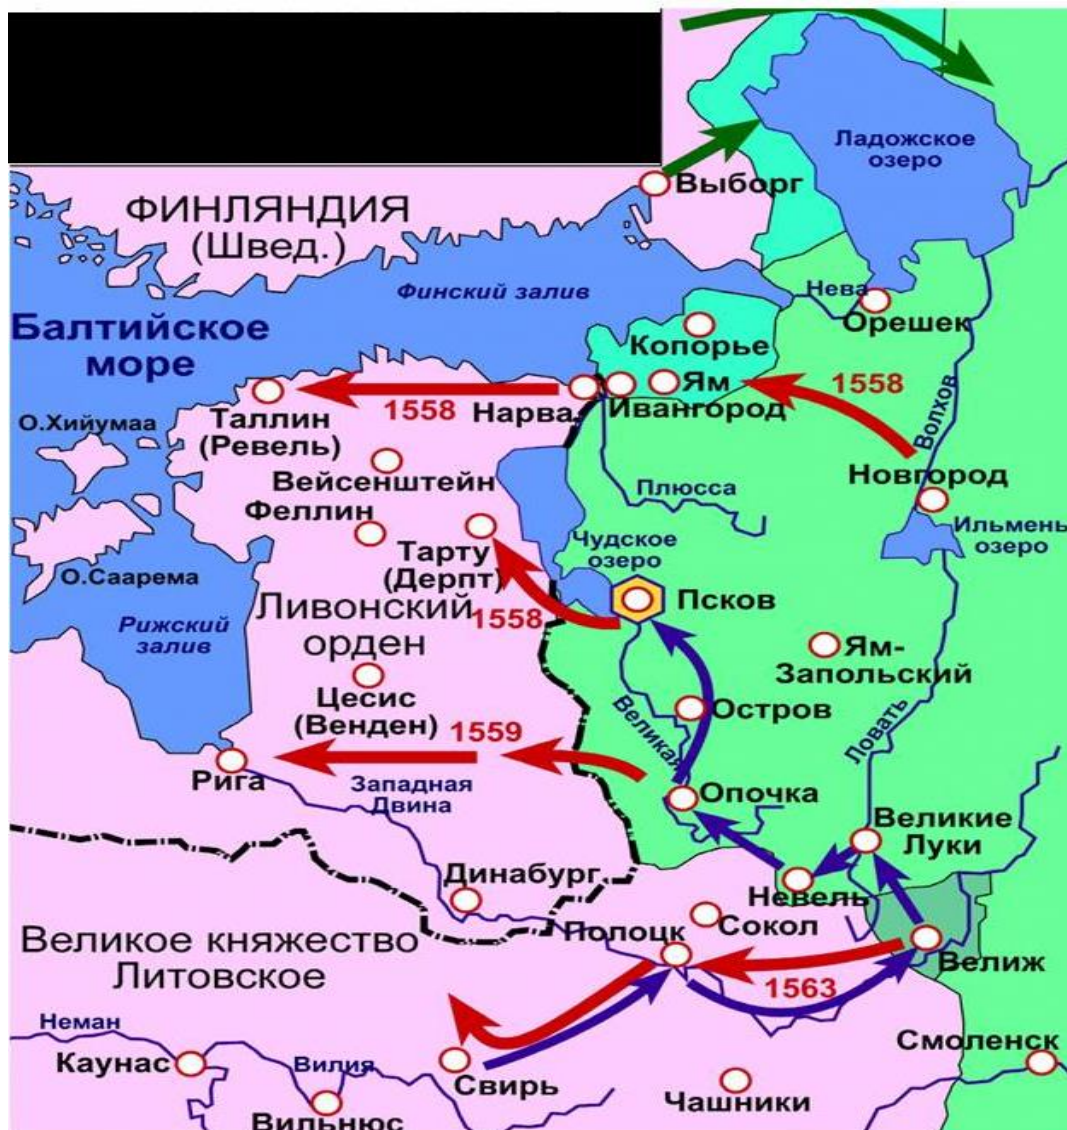 Ладожское
озеро
Выборг
ФИНЛЯНДИЯ
(Швед.)
Финский залив
Нева
Орешек
Балтийское
море
Копорье
Ям
1558
Ивангород
Нарва
1558
Таллин
(Ревель)
О.Хийумаа
Волхов
Новгород
Вейсенштейн
Плюсса
Феллин
Ильмень
озеро
Чудское
озеро
Тарту
(Дерпт)
О.Саарема
Псков
1558
Ливонский
орден
Рижский
залив
Ям-
Запольский
Цесис
(Венден)
Остров
Великая
Ловать
1559
Рига
Западная
Двина
Опочка
Великие
Луки
Динабург
Невель
Сокол
Полоцк
Велиж
Великое княжество
Литовское
1563
Неман
Каунас
Вилия
Свирь
Смоленск
Чашники
Вильнюс